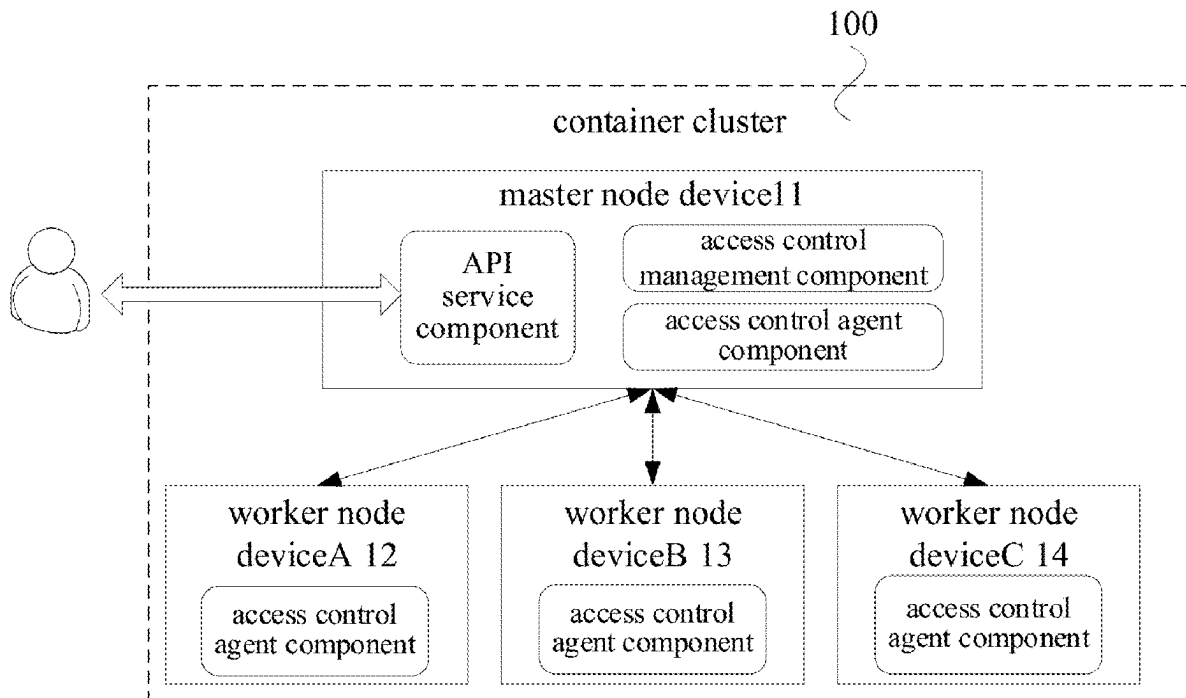 100
container cluster
master node device11
API
service
component
access control
management component
access control agent
component
worker node
deviceA 12
access control
agent component
worker node
deviceB 13
access control
agent component
worker node
deviceC 14
access control
agent component